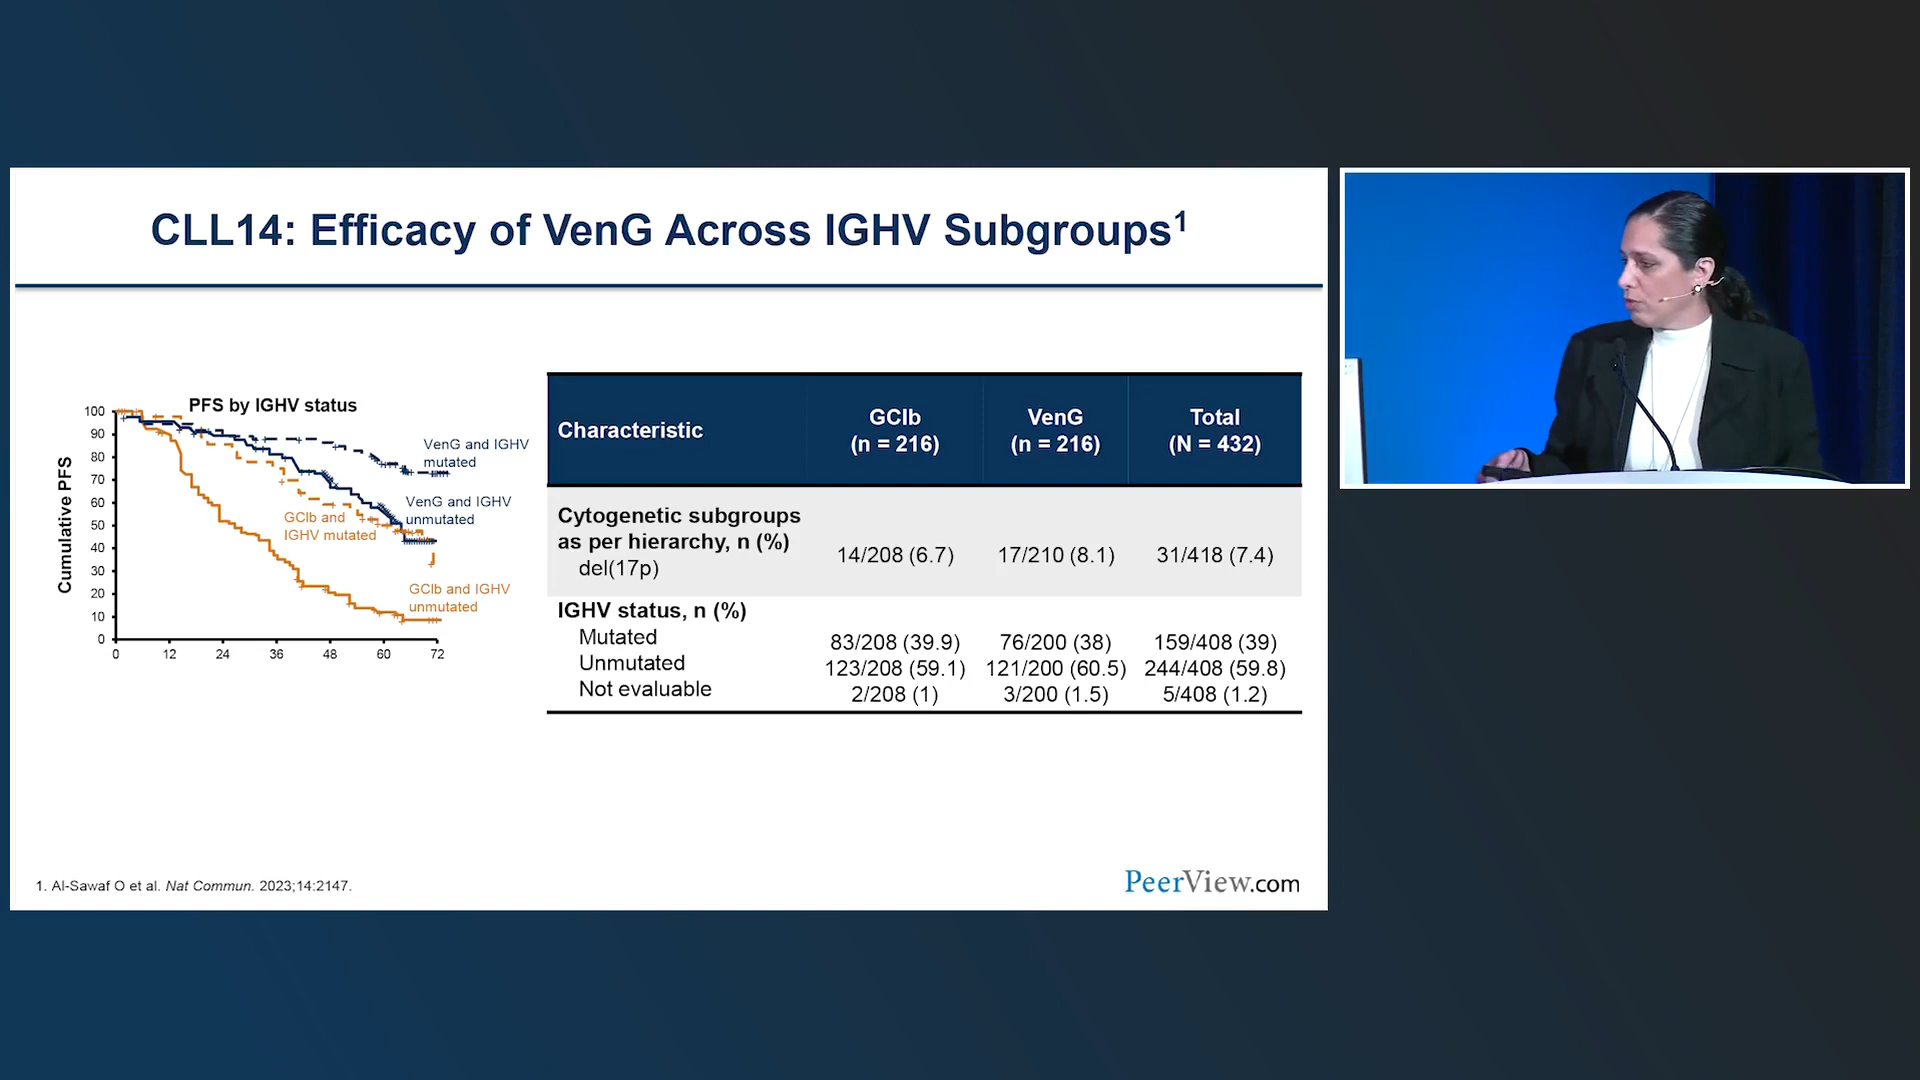 CLL14: Efficacy of VenG Across IGHV Subgroups1
PFS by IGHV status
Cumulative PFS
100
90
80
70
60
50
40
30
20
10
0
0 12 24 36 48 60 72
VenG and IGHV
mutated
VenG and IGHV
unmutated
GClb and
IGHV mutated
GClb and IGHV
unmutated
Characteristic
GClb
(n = 216)
VenG
(n = 216)
Total
(N = 432)
Cytogenetic subgroups
as per hierarchy, n (%)
del(17p) 14/208 (6.7) 17/210 (8.1) 31/418 (7.4)
IGHV status, n (%)
Mutated 83/208 (39.9) 76/200 (38) 159/408 (39)
Unmutated 123/208 (59.1) 121/200 (60.5) 244/408 (59.8)
Not evaluable 2/208 (1) 3/200 (1.5) 5/408 (1.2)
1. Al-Sawaf O et al. Nat Commun. 2023;14:2147.
PeerView.com